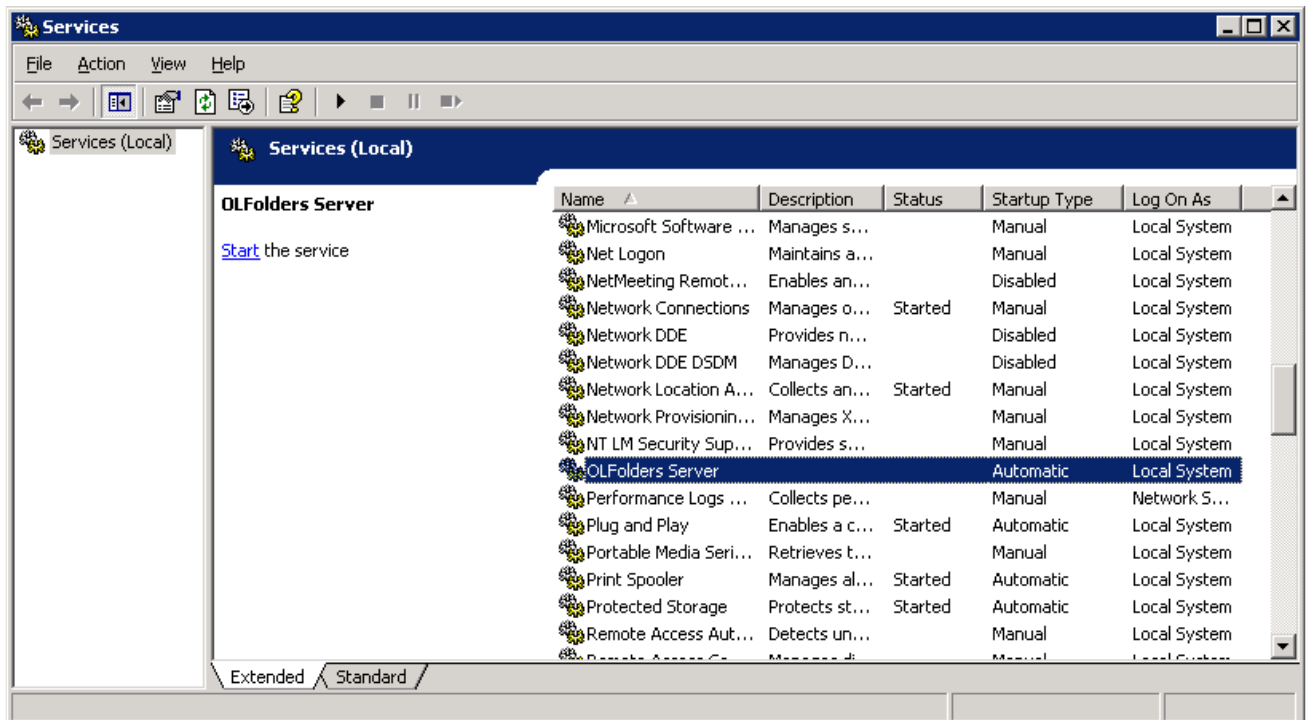 Services
File Action View Help
Services (Local)
Services (Local)
OLFolders Server
Start the service
Name Description Status Startup Type Log On As
Microsoft Software ... Manages s... Manual Local System
Net Logon Maintains a... Manual Local System
NetMeeting Remot... Enables an... Disabled Local System
Network Connections Manages o... Started Manual Local System
Network DDE Provides n... Disabled Local System
Network DDE DSDM Manages D... Disabled Local System
Network Location A... Collects an... Started Manual Local System
Network Provisionin... Manages X... Manual Local System
NT LM Security Sup... Provides s... Manual Local System
OLFolders Server Automatic Local System
Performance Logs ... Collects pe... Manual Network S...
Plug and Play Enables a c... Started Automatic Local System
Portable Media Seri... Retrieves t... Manual Local System
Print Spooler Manages al... Started Automatic Local System
Protected Storage Protects st... Started Automatic Local System
Remote Access Aut... Detects un... Manual Local System
Extended Standard